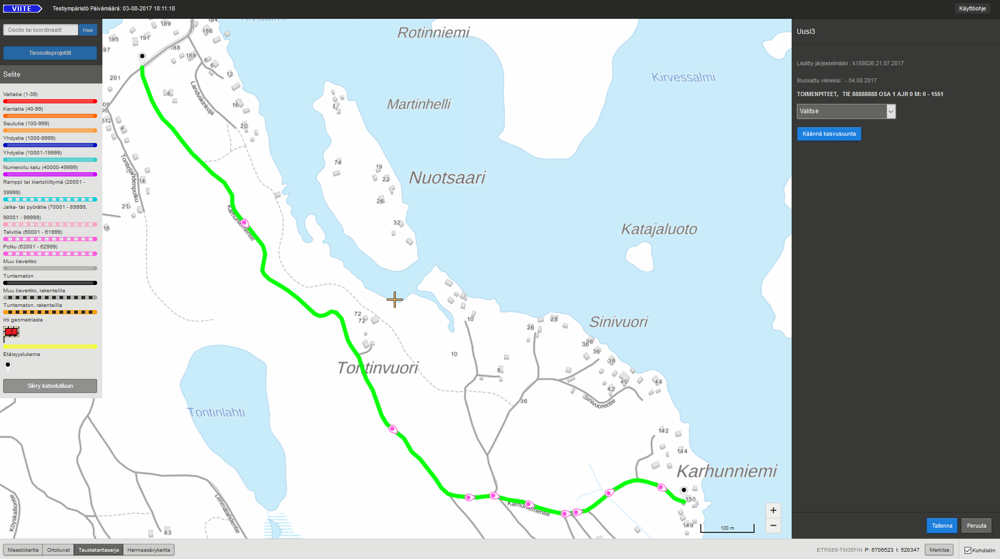 VIITE
Testiympäristö Päivämäärä: 03-08-2017 18:11:18
Käyttöohje
Osoite tai koordinaatit
Hae
Tieosoiteprojektit
Selite
Valtatie (1-39)
Kantatie (40-99)
Seututie (100-999)
Yhdystie (1000-9999)
Yhdystie (10001-19999)
Numeroitu katu (40000-49999)
Ramppi tai kiertoliittymä (20001 -
39999)
Jalka- tai pyörätie (70001 - 89999,
90001 - 99999)
Talvitie (60001 - 61999)
Polku (62001 - 62999)
Muu tieverkko
Tuntematon
Muu tieverkko, rakenteilla
Tuntematon, rakenteilla
Irti geometriasta
Etäisyyslukema
Siirry katselutilaan
Kivisalmi
184
189
186
195
191
97
188
188
6
6
12
201
6
Landviikinkuja
16
20
212
4
Tontinlahdenpolku
14
21
16
Karhuniementie
Rotinniemi
Kirvessalmi
Martinhelli
1
74
19
22
26
32
Nuotsaari
Katajaluoto
Sinivuori
72
72
10
10
8
26
28
36
26
36
38
40
42
44
Sinivuorentie
36
Tontinvuori
Tontinlahti
142
144
Karhunniemi
150
149
Karhuniementie
Köyskalliontie
Lehmälahdentie
43
+
−
100 m
Uusi3
Lisätty järjestelmään : k189826 21.07.2017
Muokattu viimeksi : - 04.08.2017
TOIMENPITEET, TIE 88888888 OSA 1 AJR 0 M: 0 - 1551
Valitse
Käännä kasvusuunta
Tallenna
Peruuta
Maastokartta
Ortokuvat
Taustakarttasarja
Harmaasävykartta
ETRS89-TM35FIN P: 6706523 I: 520347
Merkitse
Kohdistin